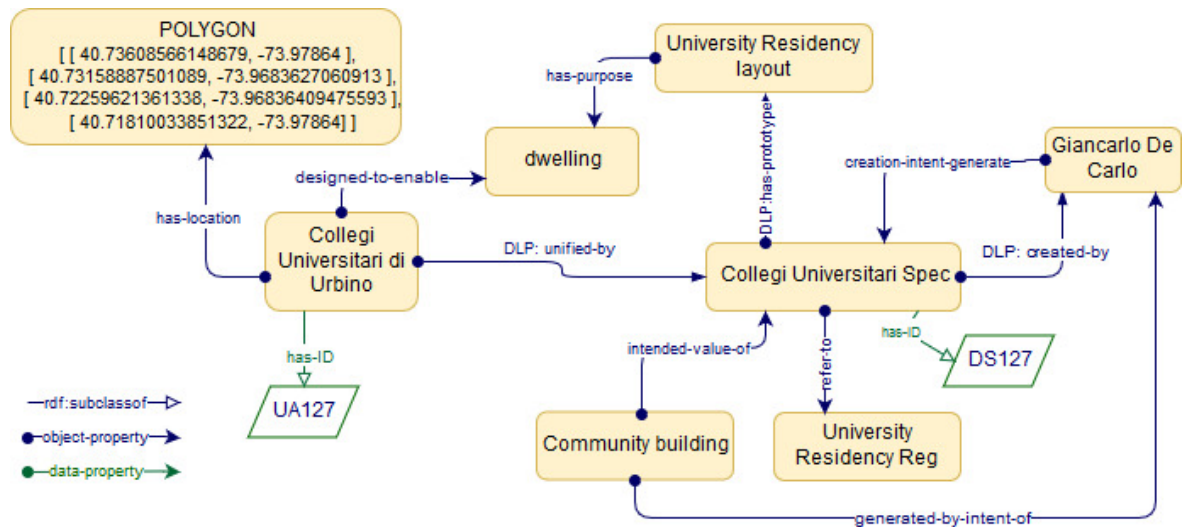 POLYGON
[ [ 40.73608566148679, -73.97864 ],
[ 40.73158887501089, -73.9683627060913 ],
[ 40.72259621361338, -73.96836409475593 ],
[ 40.71810033851322, -73.97864] ]
University Residency
layout
has-purpose
dwelling
designed-to-enable
DLP:has-prototype
creation-intent-generate
Giancarlo De
Carlo
has-location
Collegi
Universitari di
Urbino
DLP: unified-by
Collegi Universitari Spec
DLP: created-by
has-ID
UA127
intended-value-of
refer-to
has-ID
DS127
rdf:subclassof
object-property
data-property
Community building
University
Residency Reg
generated-by-intent-of